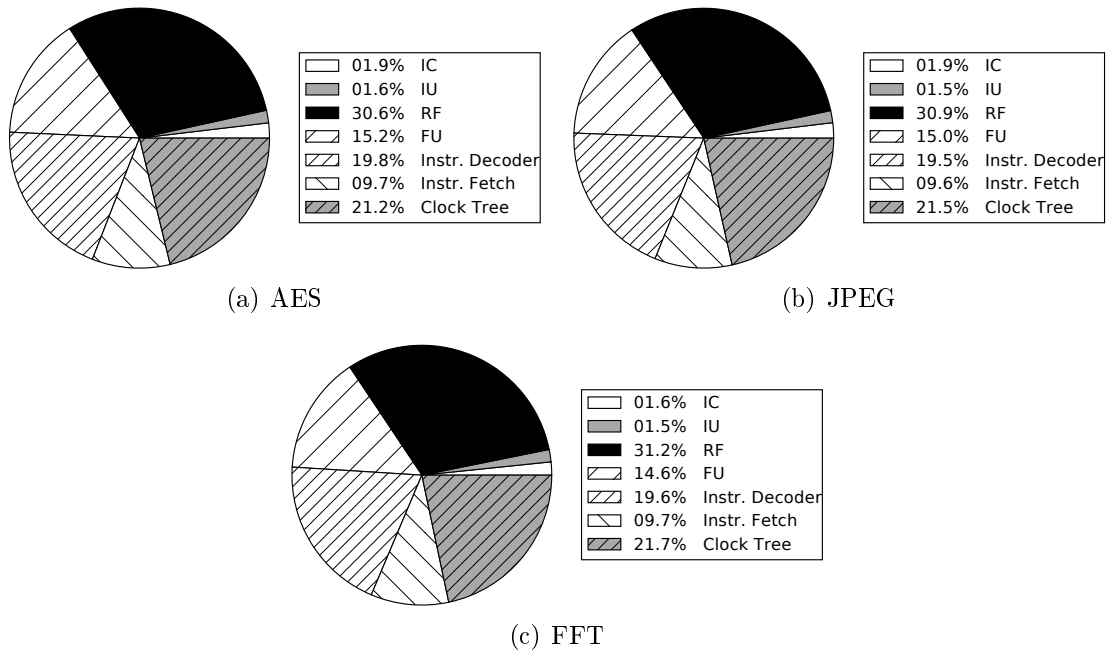 01.9% IC
01.6% IU
30.6% RF
15.2% FU
19.8% Instr. Decoder
09.7% Instr. Fetch
21.2% Clock Tree
(a) AES
01.9% IC
01.5% IU
30.9% RF
15.0% FU
19.5% Instr. Decoder
09.6% Instr. Fetch
21.5% Clock Tree
(b) JPEG
01.6% IC
01.5% IU
31.2% RF
14.6% FU
19.6% Instr. Decoder
09.7% Instr. Fetch
21.7% Clock Tree
(c) FFT